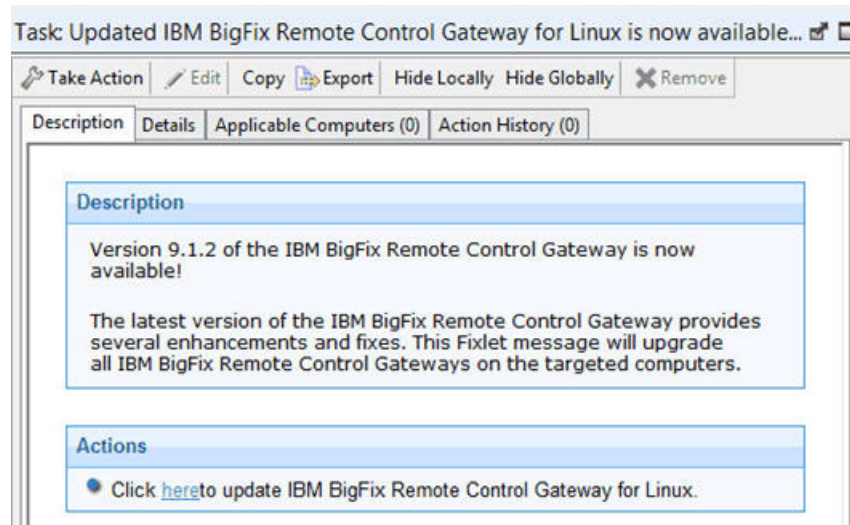 Task: Updated IBM BigFix Remote Control Gateway for Linux is now available...
Take Action Edit Copy Export Hide Locally Hide Globally Remove
Description Details Applicable Computers (0) Action History (0)
Description
Version 9.1.2 of the IBM BigFix Remote Control Gateway is now
available!
The latest version of the IBM BigFix Remote Control Gateway provides
several enhancements and fixes. This Fixlet message will upgrade
all IBM BigFix Remote Control Gateways on the targeted computers.
Actions
Click hereto update IBM BigFix Remote Control Gateway for Linux.